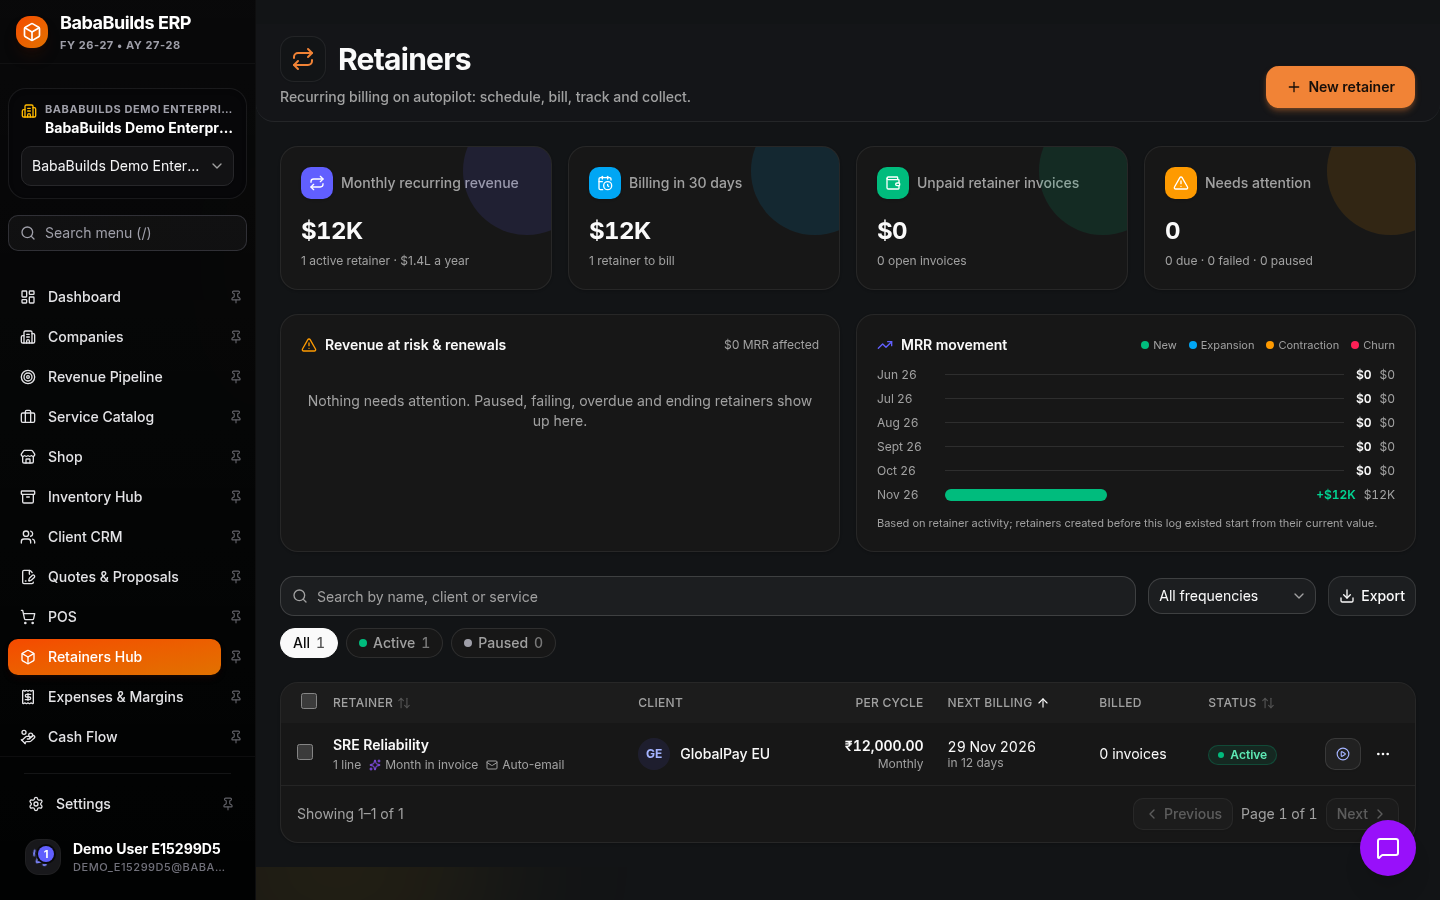 BabaBuilds ERP
FY 26-27 • AY 27-28
BABABUILDS DEMO ENTERPRI...
BabaBuilds Demo Enterpr...
BabaBuilds Demo Enter...
Search menu (/)
Dashboard
Companies
Revenue Pipeline
Service Catalog
Shop
Inventory Hub
Client CRM
Quotes & Proposals
POS
Retainers Hub
Expenses & Margins
Cash Flow
Settings
1
Demo User E15299D5
DEMO_E15299D5@BABA...
Retainers
Recurring billing on autopilot: schedule, bill, track and collect.
New retainer
Monthly recurring revenue
$12K
1 active retainer · $1.4L a year
Billing in 30 days
$12K
1 retainer to bill
Unpaid retainer invoices
$0
0 open invoices
Needs attention
0
0 due · 0 failed · 0 paused
Revenue at risk & renewals
$0 MRR affected
Nothing needs attention. Paused, failing, overdue and ending retainers show
up here.
MRR movement
New Expansion Contraction Churn
Jun 26 $0 $0
Jul 26 $0 $0
Aug 26 $0 $0
Sept 26 $0 $0
Oct 26 $0 $0
Nov 26 +$12K $12K
Based on retainer activity; retainers created before this log existed start from their current value.
Search by name, client or service
All frequencies
Export
All 1
Active 1
Paused 0
RETAINER CLIENT PER CYCLE NEXT BILLING BILLED STATUS
SRE Reliability
1 line Month in invoice Auto-email
GE GlobalPay EU
₹12,000.00
Monthly
29 Nov 2026
in 12 days
0 invoices
Active
Showing 1–1 of 1
Previous Page 1 of 1 Next